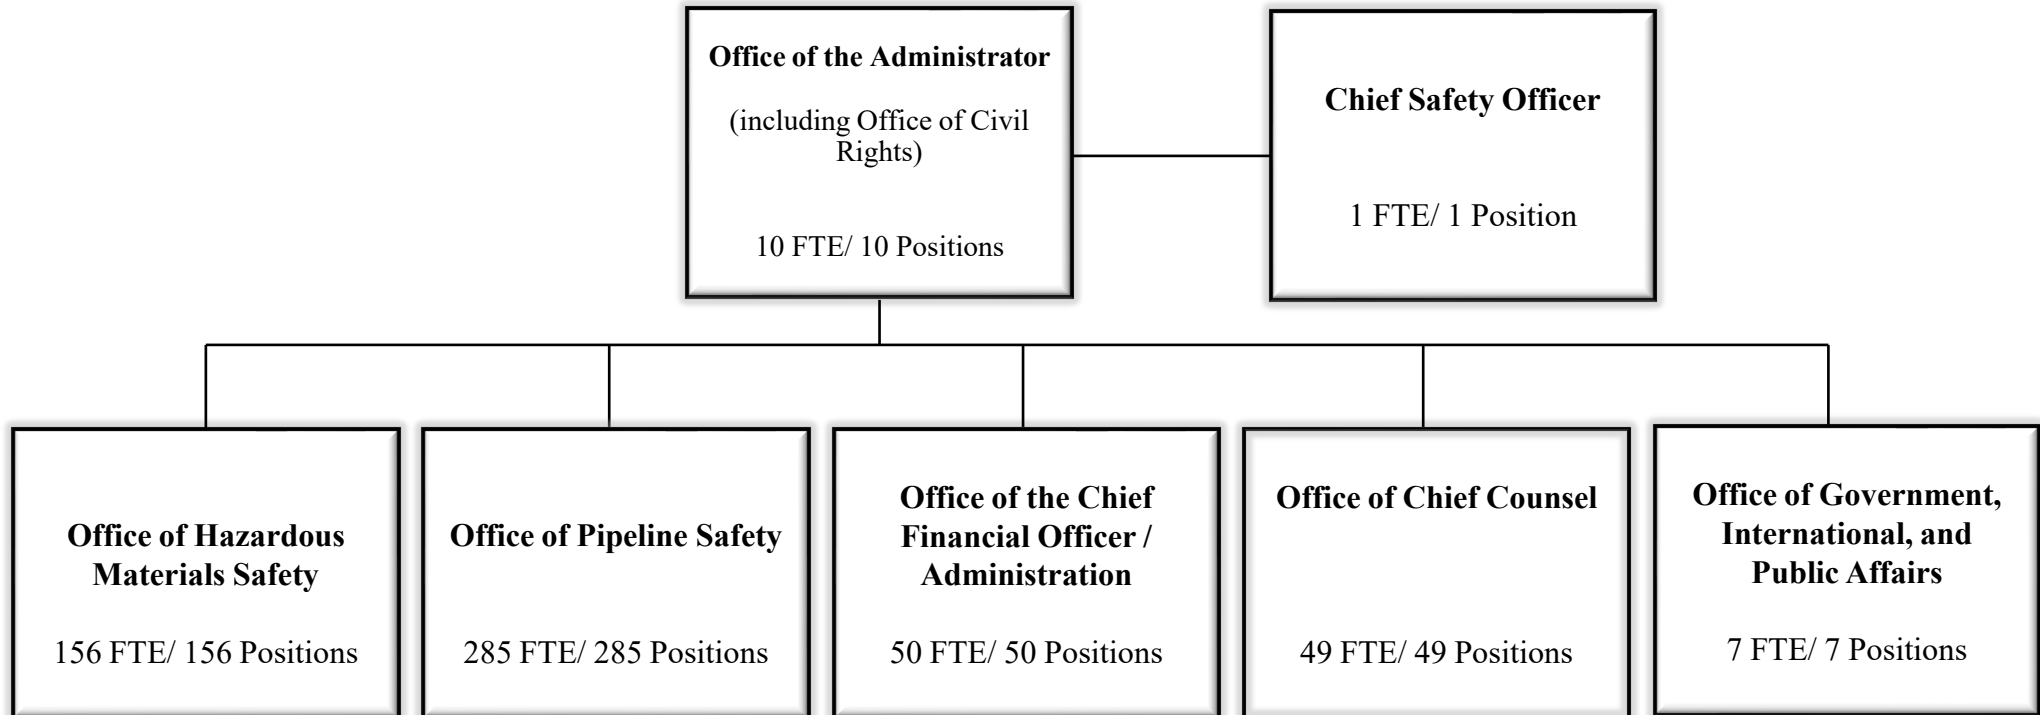 Office of the Administrator
(including Office of Civil
Rights)
10 FTE/ 10 Positions
Chief Safety Officer
1 FTE/ 1 Position
Office of Hazardous
Materials Safety
156 FTE/ 156 Positions
Office of Pipeline Safety
285 FTE/ 285 Positions
Office of the Chief
Financial Officer /
Administration
50 FTE/ 50 Positions
Office of Chief Counsel
49 FTE/ 49 Positions
Office of Government,
International, and
Public Affairs
7 FTE/ 7 Positions